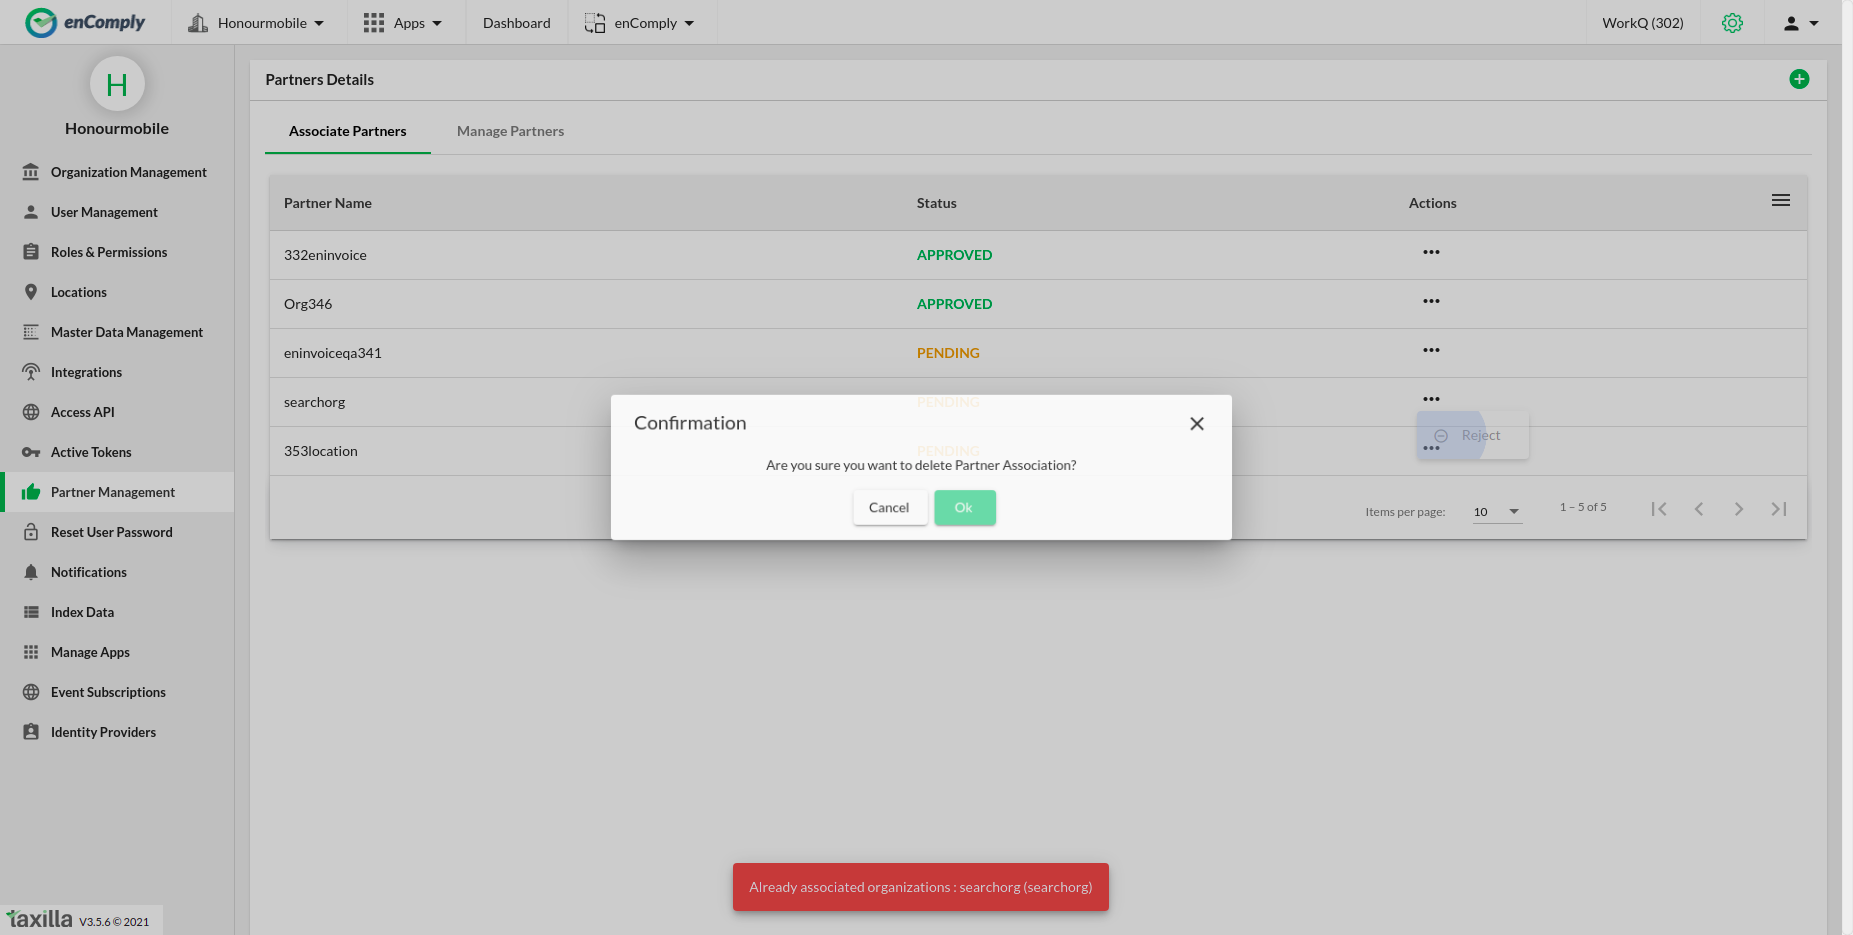 enComply
Honourmobile
Apps
Dashboard
enComply
WorkQ (302)
H
Honourmobile
Organization Management
User Management
Roles & Permissions
Locations
Master Data Management
Integrations
Access API
Active Tokens
Partner Management
Reset User Password
Notifications
Index Data
Manage Apps
Event Subscriptions
Identity Providers
taxilla V3.5.6 © 2021
Partners Details
Associate Partners Manage Partners
Partner Name Status Actions
332eninvoice APPROVED
Org346 APPROVED
eninvoiceqa341 PENDING
searchorg PENDING
353location PENDING
Reject
Items per page: 10 1 – 5 of 5
Confirmation
Are you sure you want to delete Partner Association?
Cancel Ok
Already associated organizations : searchorg (searchorg)